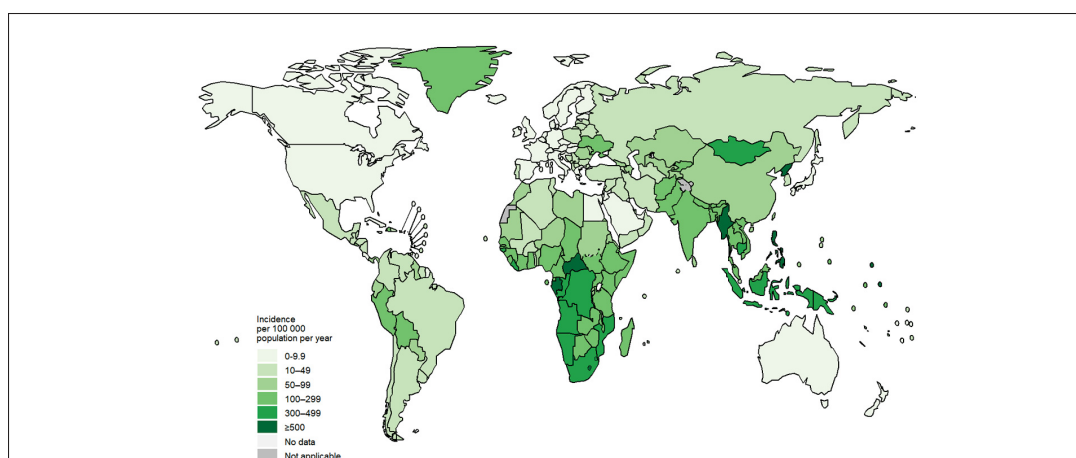 Incidence
per 100 000
population per year
0-9.9
10–49
50–99
100–299
300–499
≥500
No data
Not applicable